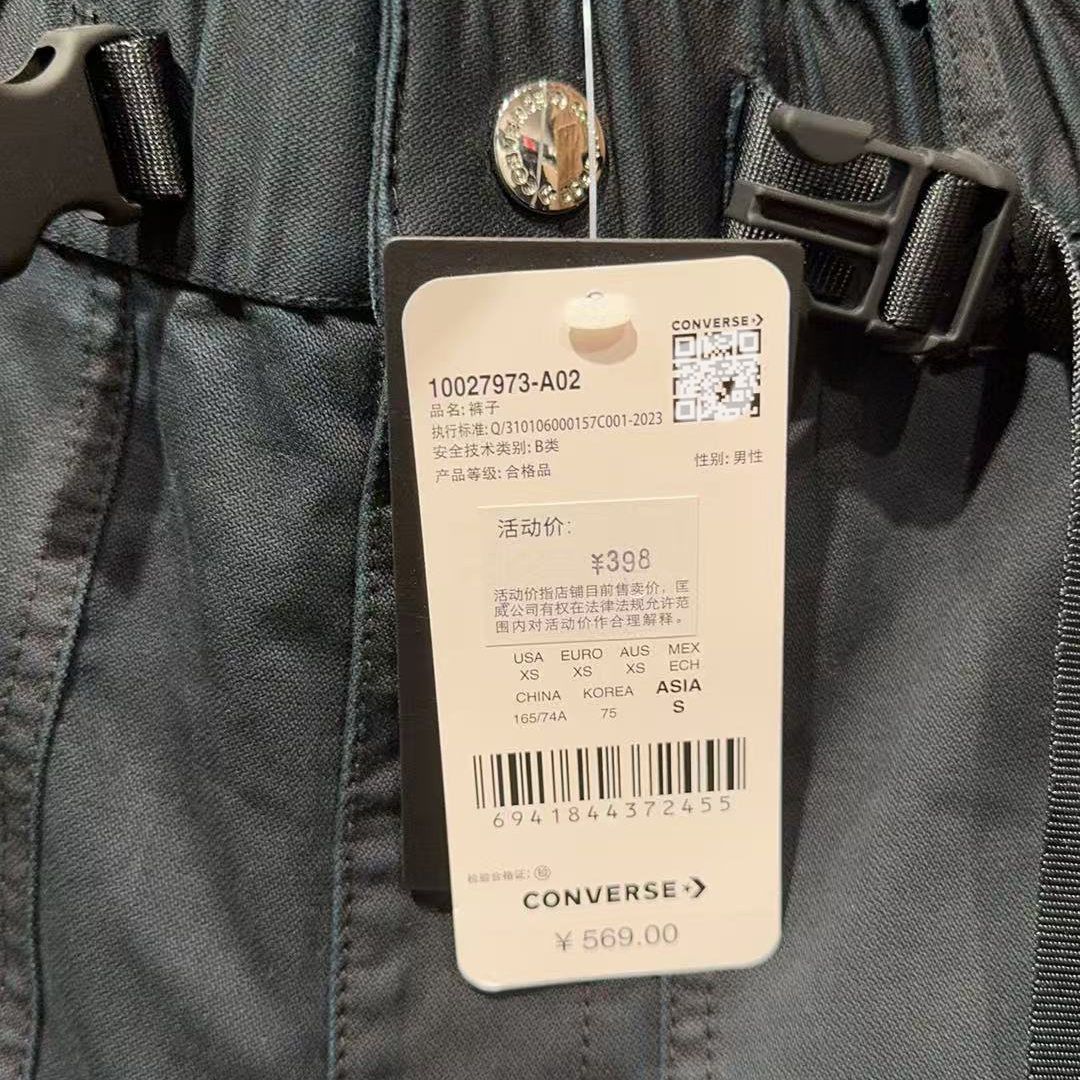 CONVERSE
10027973-A02
品名: 裤子
执行标准: Q/310106000157C001-2023
安全技术类别: B类
产品等级: 合格品
性别: 男性
活动价:
¥398
活动价指店铺目前售卖价，匡
威公司有权在法律法规允许范
围内对活动价作合理解释。
USA EURO AUS MEX
XS XS XS ECH
CHINA KOREA ASIA
165/74A 75 S
6941844372455
检验合格证: 检
CONVERSE
¥ 569.00